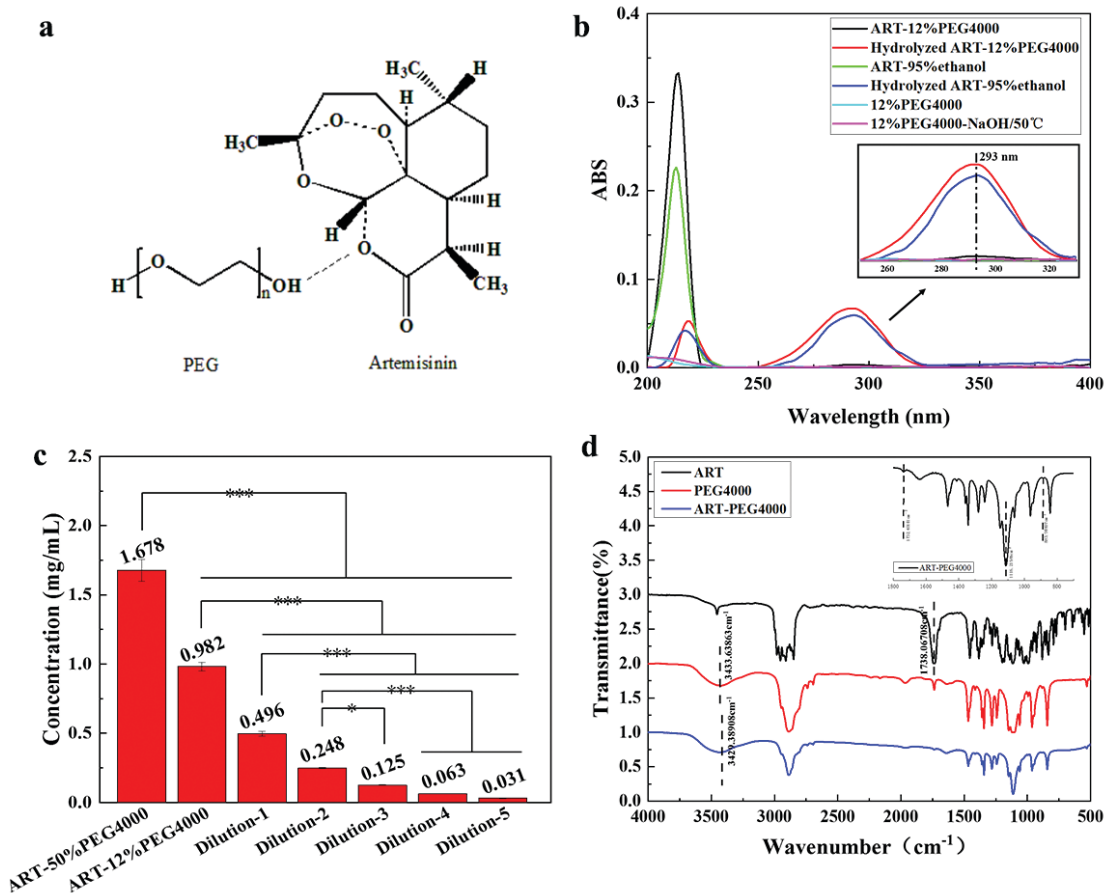 a
H₃C
H
H
O
O
H₃C
O
H
H
O
H
O
H
CH₃
H
n
OH
O
PEG
Artemisinin
b
ART-12%PEG4000
Hydrolyzed ART-12%PEG4000
ART-95%ethanol
Hydrolyzed ART-95%ethanol
12%PEG4000
12%PEG4000-NaOH/50℃
293 nm
260 280 300 320
0.4
0.3
0.2
0.1
0.0
ABS
200 250 300 350 400
Wavelength (nm)
c
2.5
2.0
1.5
1.0
0.5
0.0
Concentration (mg/mL)
***
1.678
***
0.982
***
***
0.496
*
0.248
0.125
0.063
0.031
ART-50%PEG4000
ART-12%PEG4000
Dilution-1
Dilution-2
Dilution-3
Dilution-4
Dilution-5
d
ART
PEG4000
ART-PEG4000
ART-PEG4000
1800 1600 1400 1200 1000 800
5.0
4.5
4.0
3.5
3.0
2.5
2.0
1.5
1.0
0.5
0.0
Transmittance(%)
3433.63863cm⁻¹
1738.06708cm⁻¹
3429.38908cm⁻¹
4000 3500 3000 2500 2000 1500 1000 500
Wavenumber（cm⁻¹）